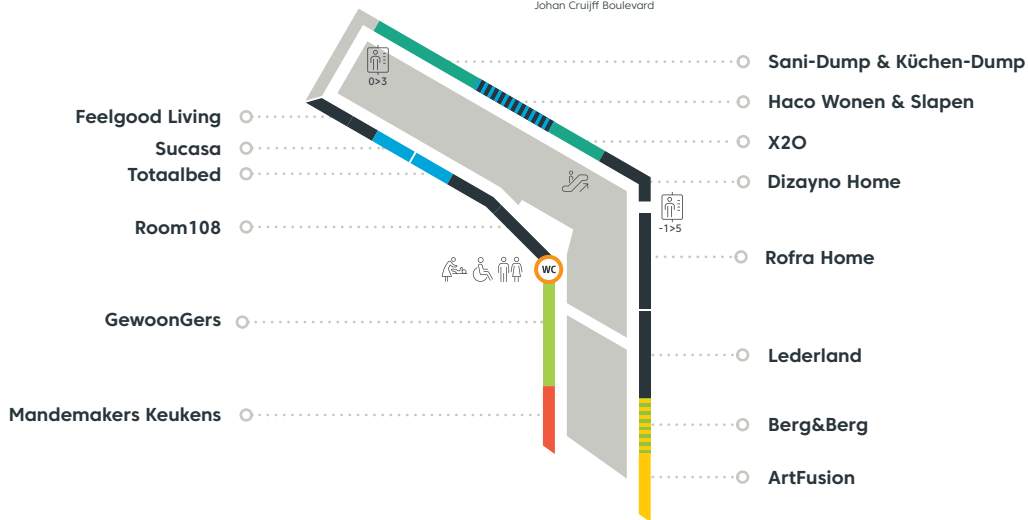 Johan Cruijff Boulevard
Sani-Dump & Küchen-Dump
0>3
Haco Wonen & Slapen
Feelgood Living
X2O
Sucasa
Totaalbed
Dizayno Home
-1>5
Room108
Rofra Home
WC
GewoonGers
Lederland
Mandemakers Keukens
Berg&Berg
ArtFusion